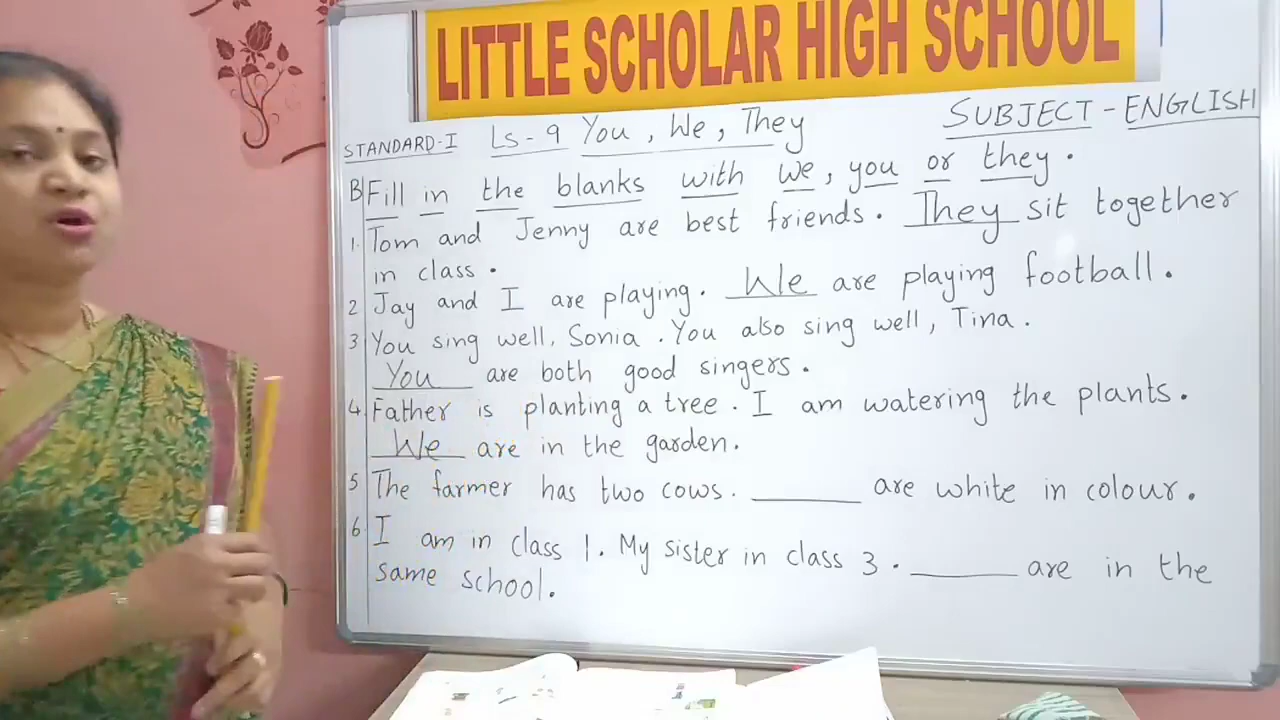 LITTLE SCHOLAR HIGH SCHOOL
STANDARD-I Ls-9 You, We, They SUBJECT-ENGLISH
B Fill in the blanks with we, you or they.
1. Tom and Jenny are best friends. They sit together
in class.
2 Jay and I are playing. We are playing football.
3 You sing well, Sonia. You also sing well, Tina.
You are both good singers.
4. Father is planting a tree. I am watering the plants.
We are in the garden.
5 The farmer has two cows. ______ are white in colour.
6 I am in class 1. My sister in class 3. ______ are in the
same school.